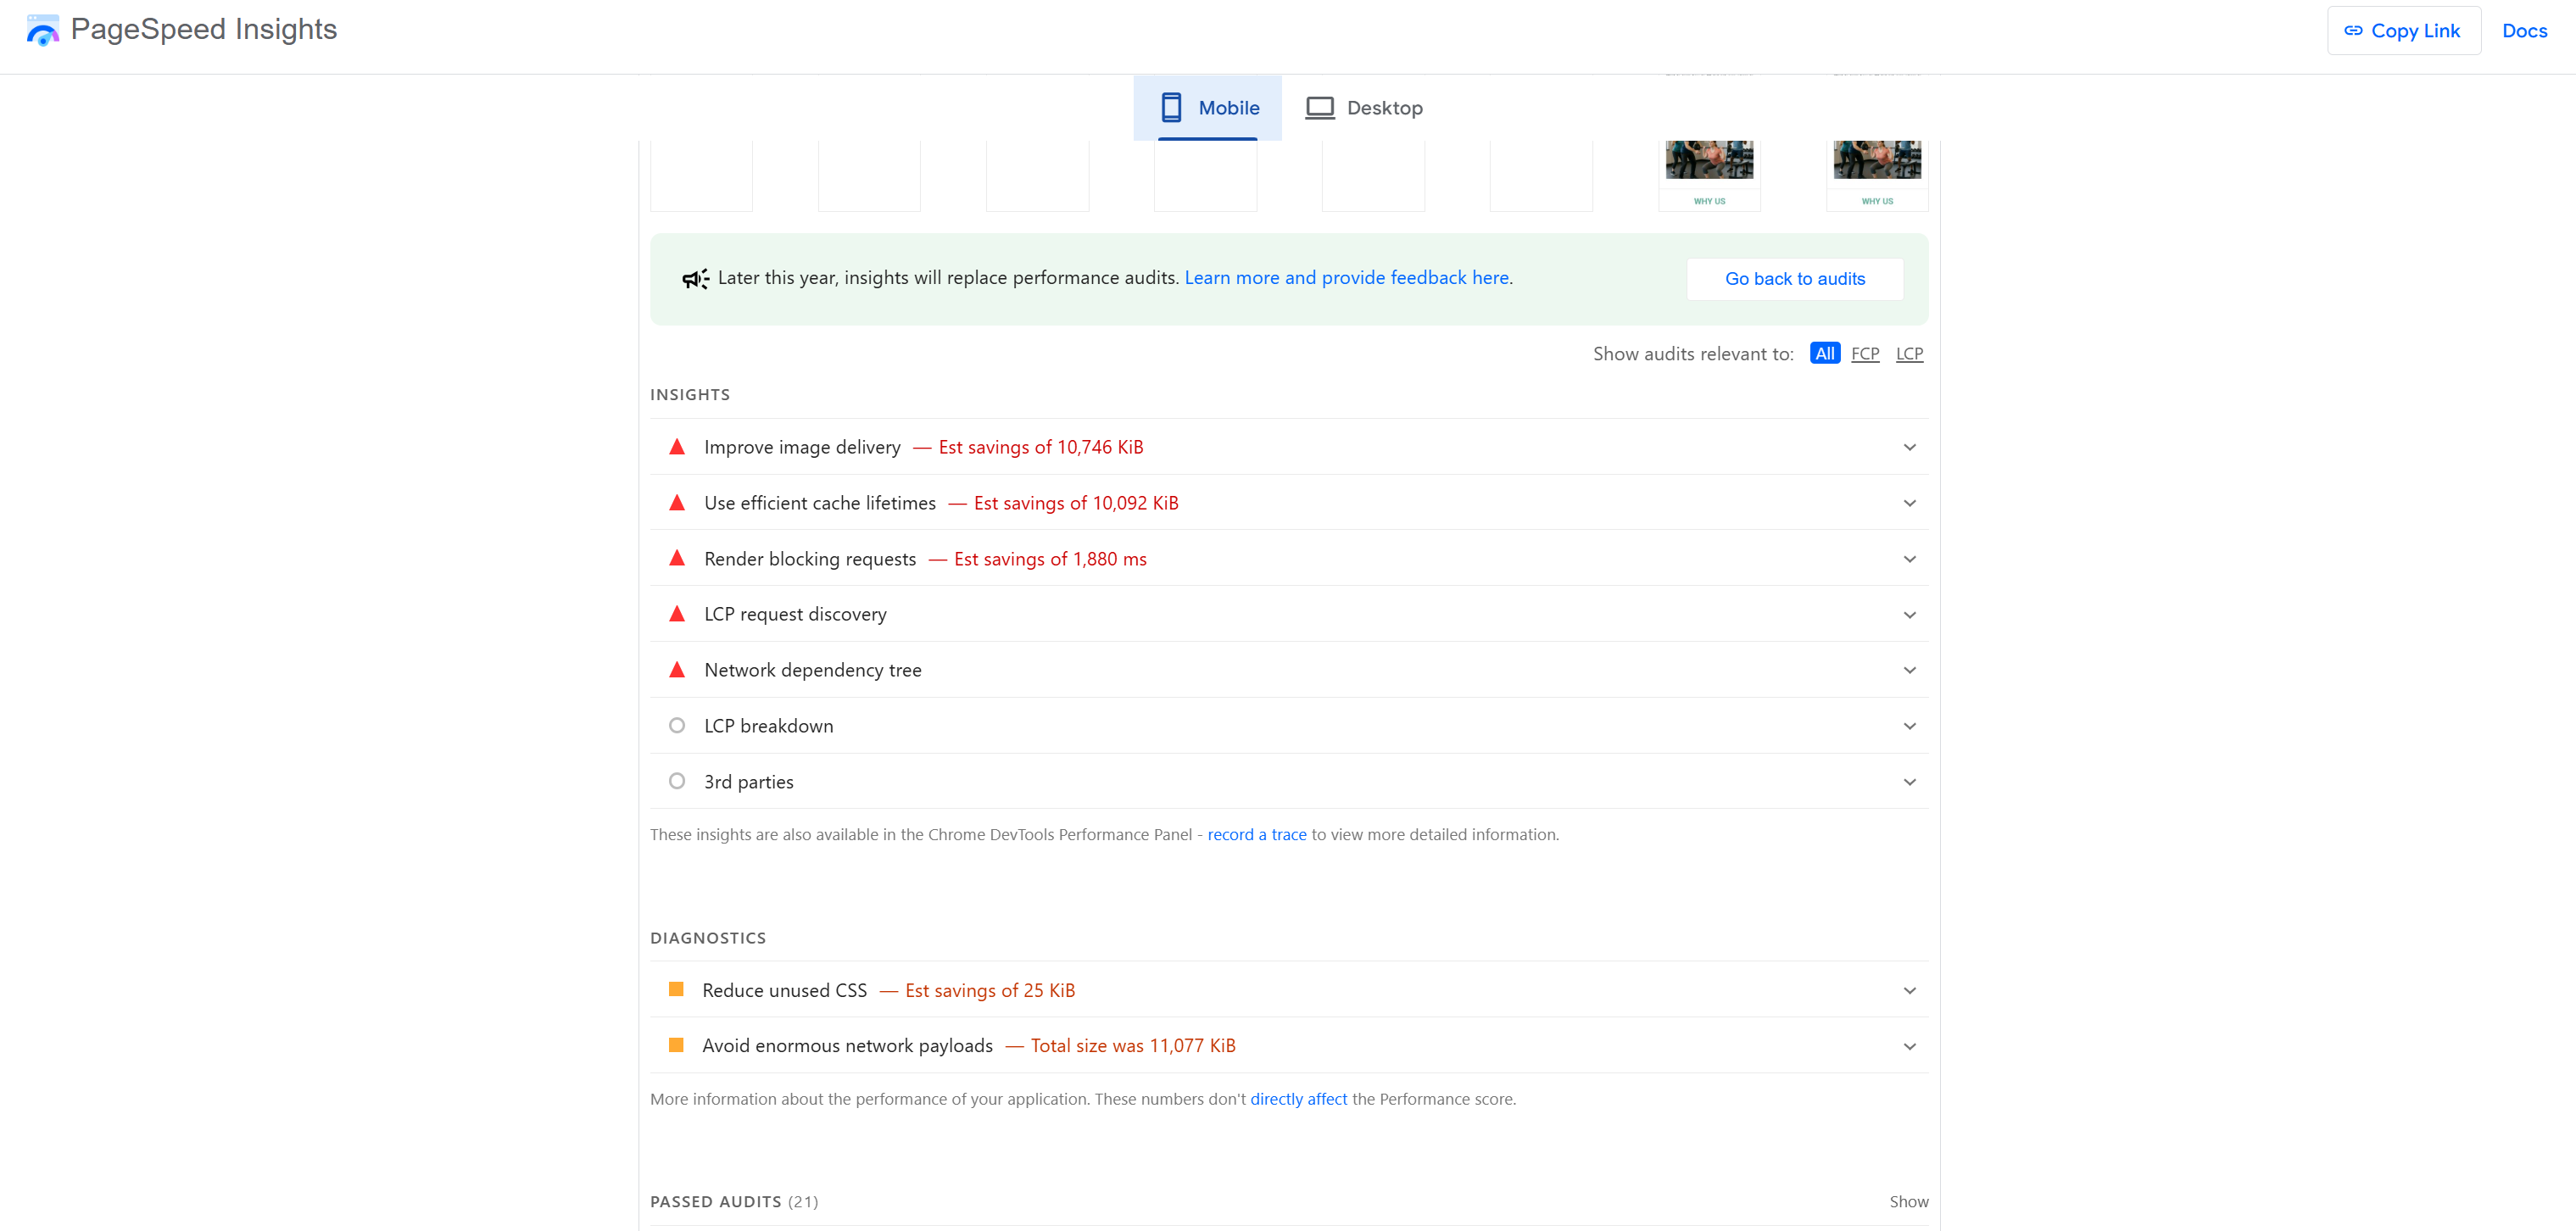 PageSpeed Insights
Copy Link
Docs
Mobile
Desktop
WHY US
WHY US
Later this year, insights will replace performance audits. Learn more and provide feedback here.
Go back to audits
Show audits relevant to: All FCP LCP
INSIGHTS
Improve image delivery — Est savings of 10,746 KiB
Use efficient cache lifetimes — Est savings of 10,092 KiB
Render blocking requests — Est savings of 1,880 ms
LCP request discovery
Network dependency tree
LCP breakdown
3rd parties
These insights are also available in the Chrome DevTools Performance Panel - record a trace to view more detailed information.
DIAGNOSTICS
Reduce unused CSS — Est savings of 25 KiB
Avoid enormous network payloads — Total size was 11,077 KiB
More information about the performance of your application. These numbers don't directly affect the Performance score.
PASSED AUDITS (21)
Show